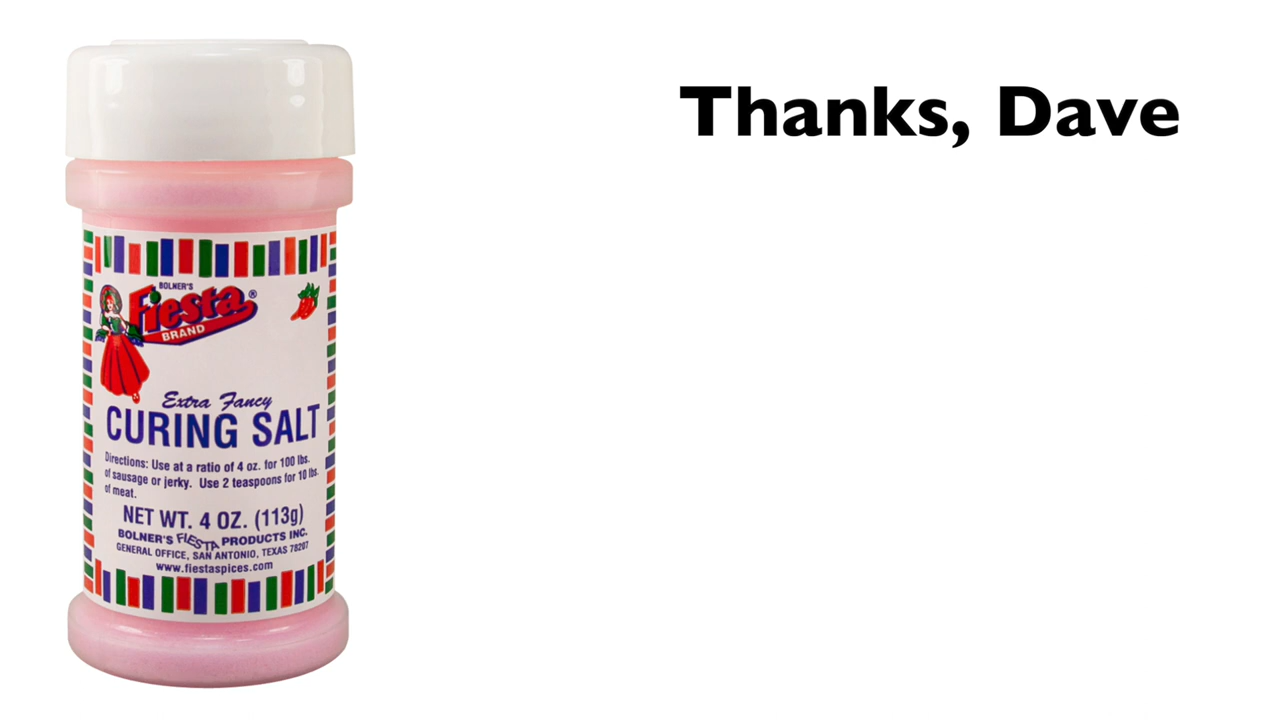 Thanks, Dave
BOLNER'S
Fiesta®
BRAND
Extra Fancy
CURING SALT
Directions: Use at a ratio of 4 oz. for 100 lbs.
of sausage or jerky. Use 2 teaspoons for 10 lbs.
of meat.
NET WT. 4 OZ. (113g)
BOLNER'S FIESTA PRODUCTS INC.
GENERAL OFFICE, SAN ANTONIO, TEXAS 78207
www.fiestaspices.com